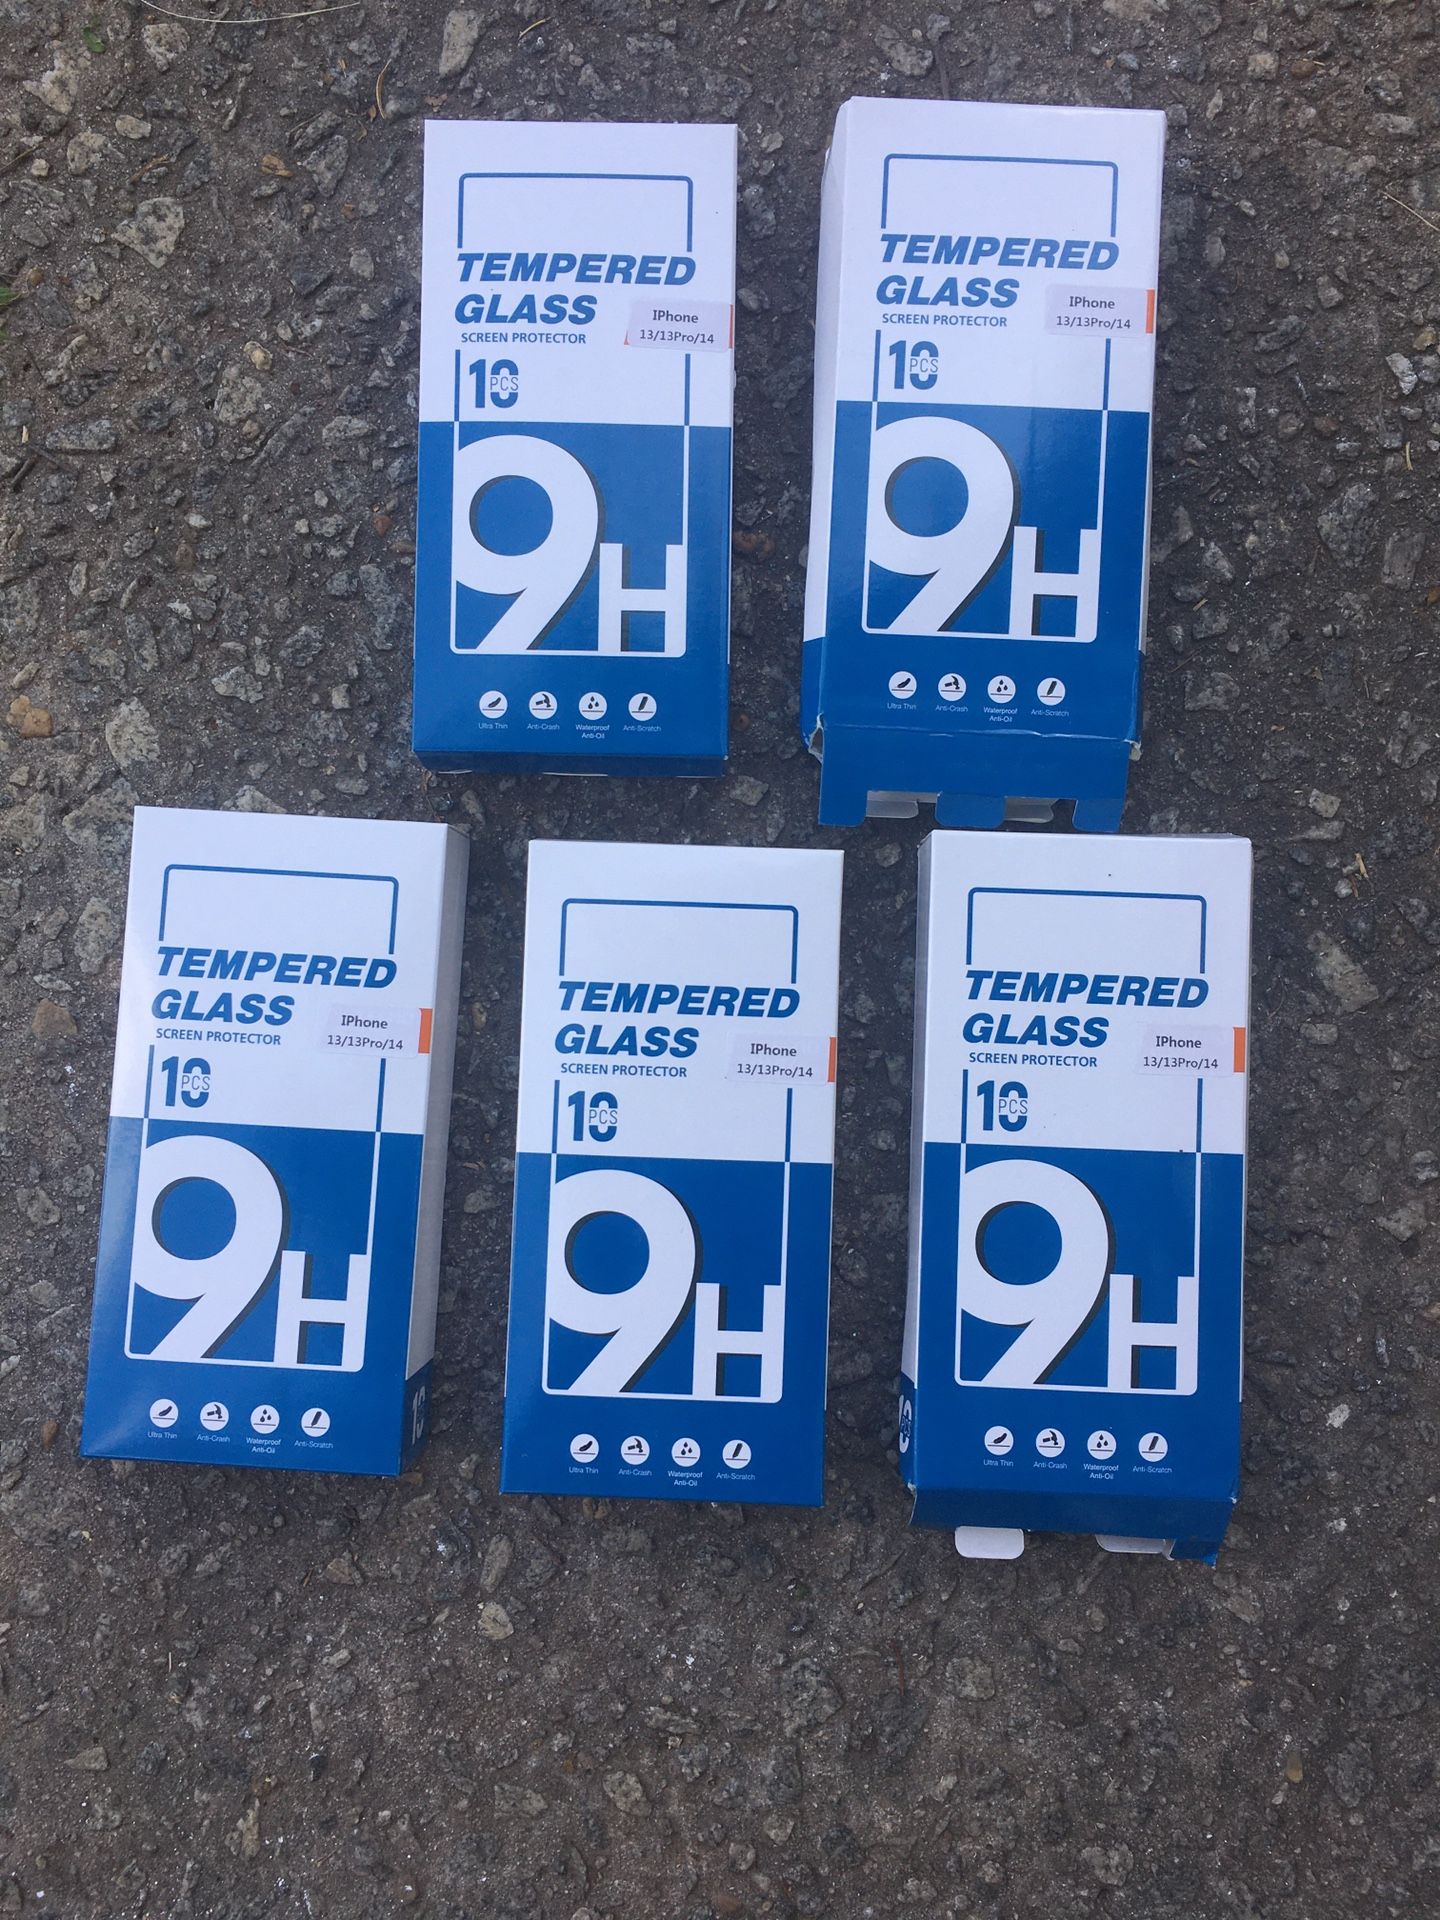 TEMPERED
GLASS
SCREEN PROTECTOR
IPhone
13/13Pro/14
10
PCS
9H
Ultra Thin
Anti-Crash
Waterproof
Anti-Oil
Anti-Scratch
TEMPERED
GLASS
SCREEN PROTECTOR
IPhone
13/13Pro/14
10
PCS
9H
Ultra Thin
Anti-Crash
Waterproof
Anti-Oil
Anti-Scratch
TEMPERED
GLASS
SCREEN PROTECTOR
IPhone
13/13Pro/14
10
PCS
9H
Ultra Thin
Anti-Crash
Waterproof
Anti-Oil
Anti-Scratch
TEMPERED
GLASS
SCREEN PROTECTOR
IPhone
13/13Pro/14
10
PCS
9H
Ultra Thin
Anti-Crash
Waterproof
Anti-Oil
Anti-Scratch
TEMPERED
GLASS
SCREEN PROTECTOR
IPhone
13/13Pro/14
10
PCS
9H
Ultra Thin
Anti-Crash
Waterproof
Anti-Oil
Anti-Scratch